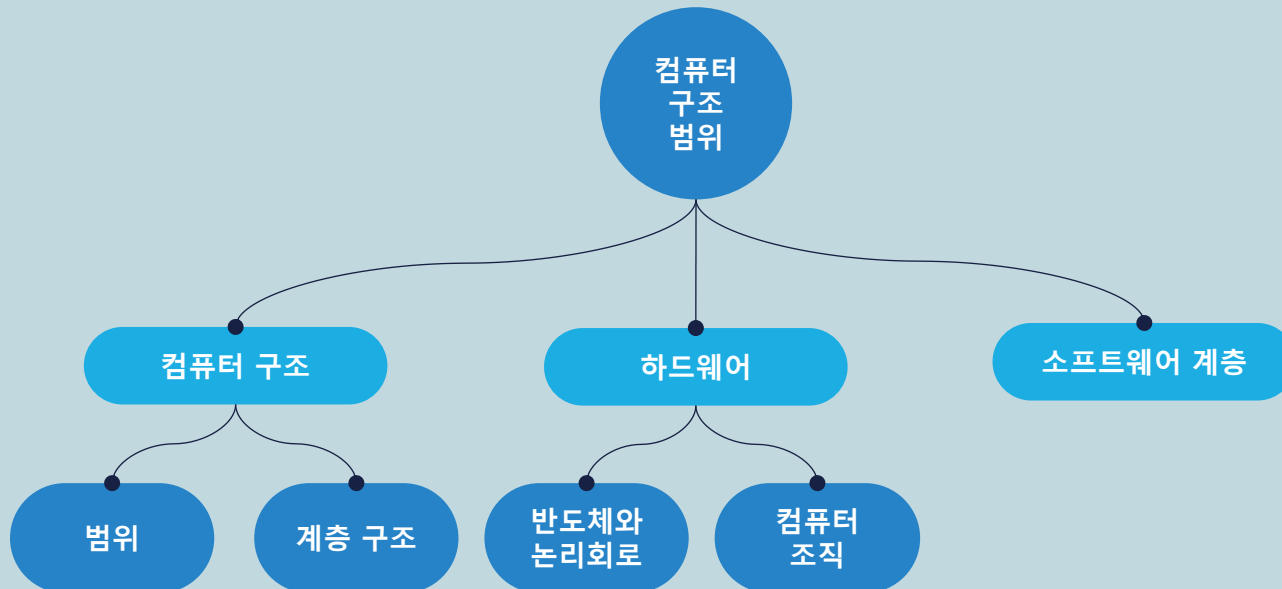 컴퓨터
구조
범위
컴퓨터 구조
하드웨어
소프트웨어 계층
범위
계층 구조
반도체와
논리회로
컴퓨터
조직